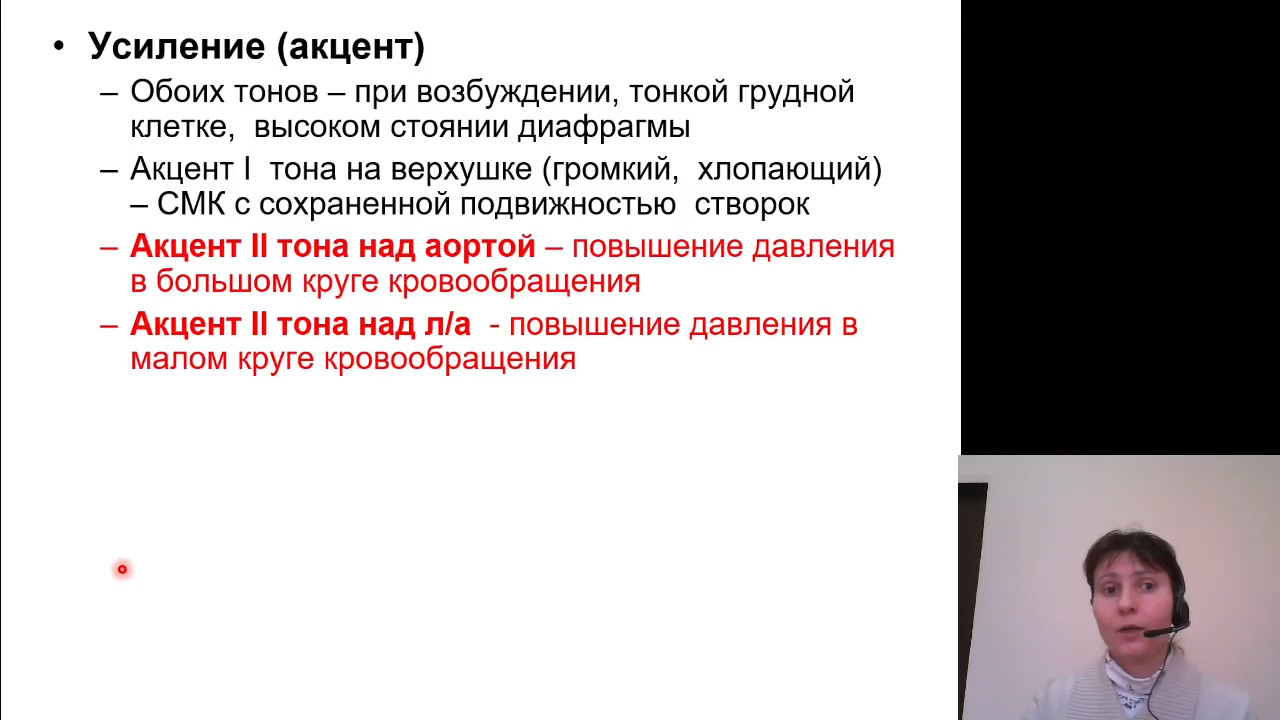 • Усиление (акцент)
– Обоих тонов – при возбуждении, тонкой грудной
клетке, высоком стоянии диафрагмы
– Акцент I тона на верхушке (громкий, хлопающий)
– СМК с сохраненной подвижностью створок
– Акцент II тона над аортой – повышение давления
в большом круге кровообращения
– Акцент II тона над л/а - повышение давления в
малом круге кровообращения